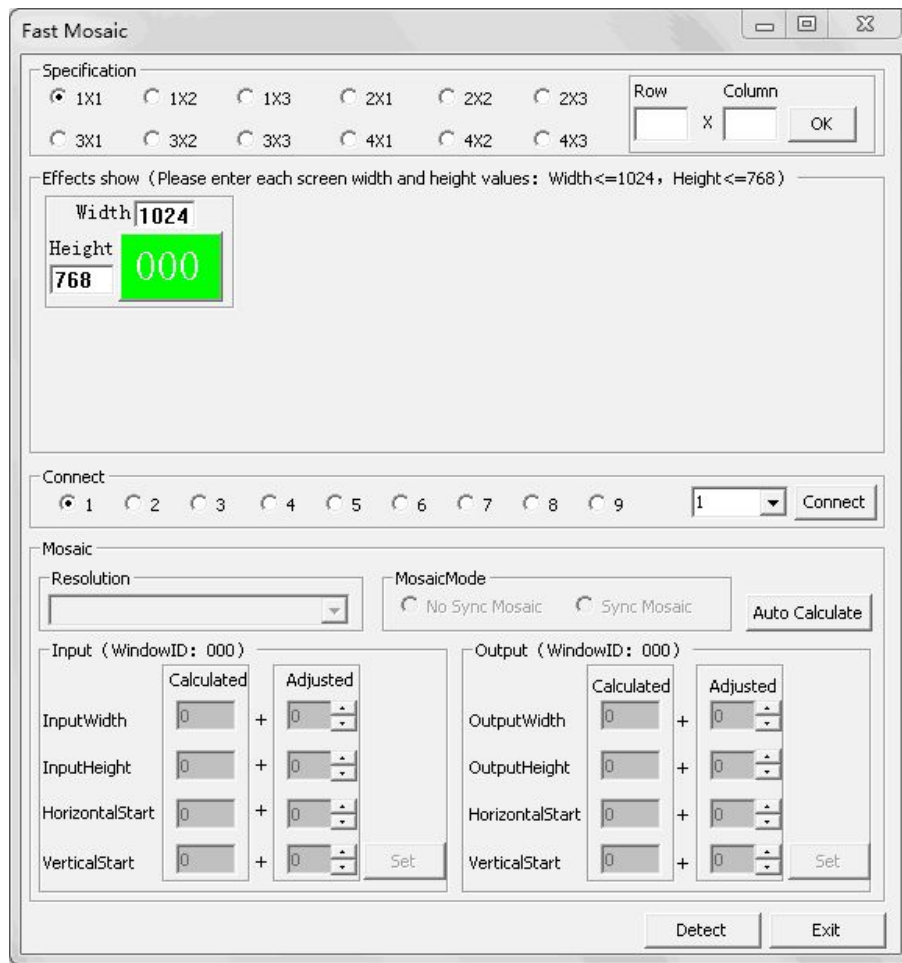 Fast Mosaic
Specification
1X1 1X2 1X3 2X1 2X2 2X3
3X1 3X2 3X3 4X1 4X2 4X3
Row Column
X OK
Effects show (Please enter each screen width and height values: Width<=1024, Height<=768)
Width 1024
Height
768
000
Connect
1 2 3 4 5 6 7 8 9 1 Connect
Mosaic
Resolution
MosaicMode
No Sync Mosaic Sync Mosaic
Auto Calculate
Input (WindowID: 000)
Calculated Adjusted
InputWidth 0 + 0
InputHeight 0 + 0
HorizontalStart 0 + 0
VerticalStart 0 + 0 Set
Output (WindowID: 000)
Calculated Adjusted
OutputWidth 0 + 0
OutputHeight 0 + 0
HorizontalStart 0 + 0
VerticalStart 0 + 0 Set
Detect Exit